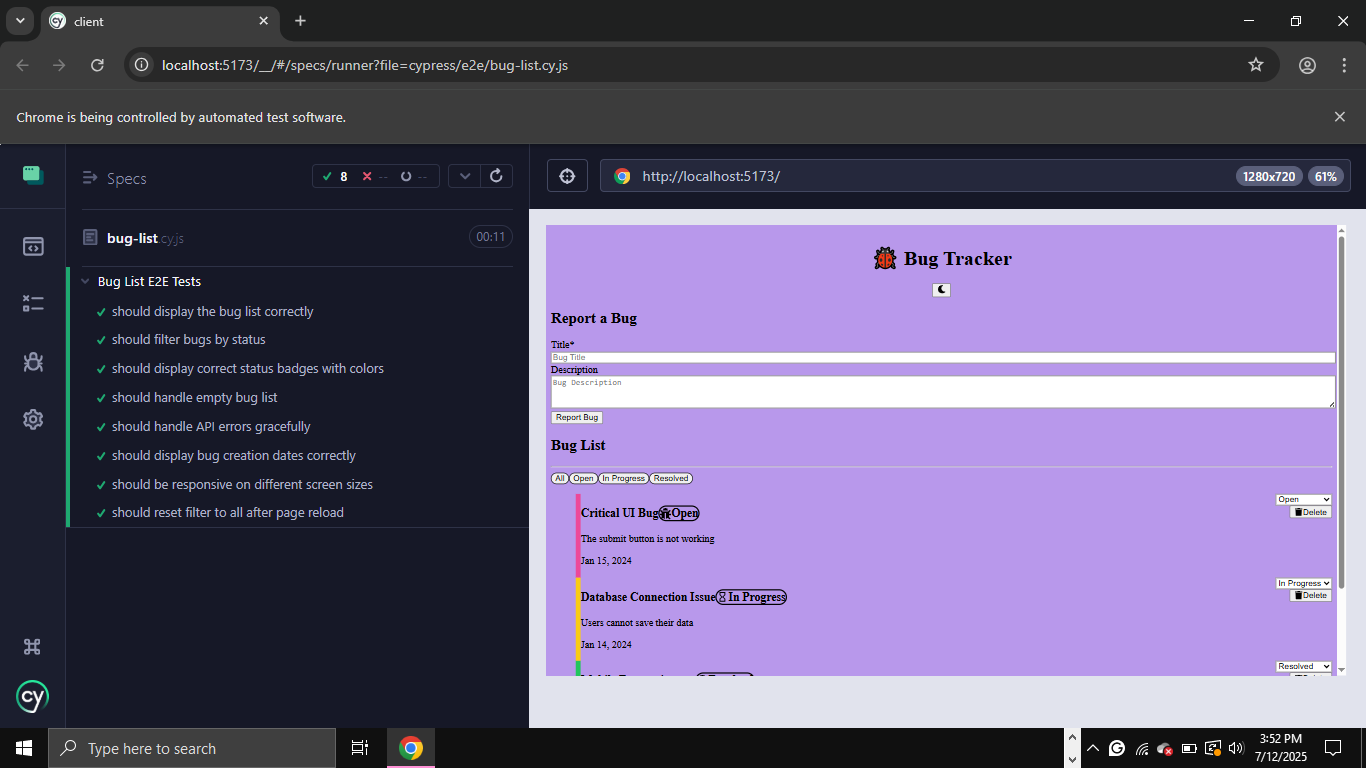 client
localhost:5173/__/#/specs/runner?file=cypress/e2e/bug-list.cy.js
Chrome is being controlled by automated test software.
Specs
8 -- --
http://localhost:5173/
1280x720 61%
bug-list.cy.js 00:11
Bug List E2E Tests
should display the bug list correctly
should filter bugs by status
should display correct status badges with colors
should handle empty bug list
should handle API errors gracefully
should display bug creation dates correctly
should be responsive on different screen sizes
should reset filter to all after page reload
cy
Bug Tracker
Report a Bug
Title*
Bug Title
Description
Bug Description
Report Bug
Bug List
All Open In Progress Resolved
Critical UI Bug Open
Open
Delete
The submit button is not working
Jan 15, 2024
Database Connection Issue In Progress
In Progress
Delete
Users cannot save their data
Jan 14, 2024
Resolved
Type here to search
3:52 PM
7/12/2025